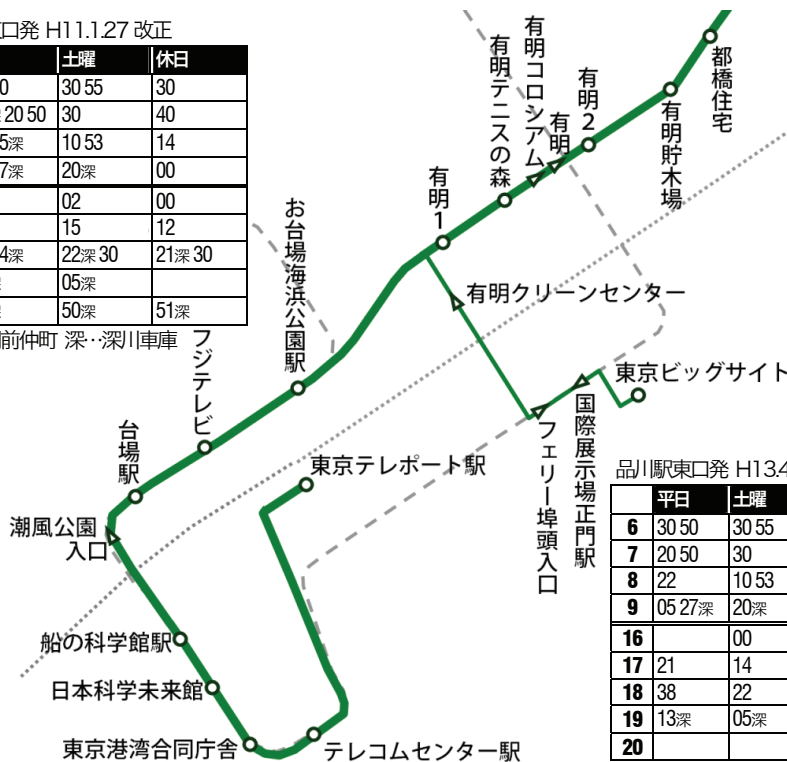 口発 H11.1.27 改正
土曜 休日
0 30 55 30
20 50 30 40
5深 10 53 14
7深 20深 00
02 00
15 12
4深 22深 30 21深 30
05深
50深 51深
前仲町 深…深川車庫
都橋住宅
有明貯木場
有明2
有明
有明コロシアム
有明テニスの森
有明1
お台場海浜公園駅
フジテレビ
台場駅
潮風公園
入口
船の科学館駅
日本科学未来館
東京港湾合同庁舎
テレコムセンター駅
東京テレポート駅
有明クリーンセンター
東京ビッグサイト
国際展示場正門駅
フェリー埠頭入口
品川駅東口発 H13.4
平日 土曜
6 30 50 30 55
7 20 50 30
8 22 10 53
9 05 27深 20深
16 00
17 21 14
18 38 22
19 13深 05深
20